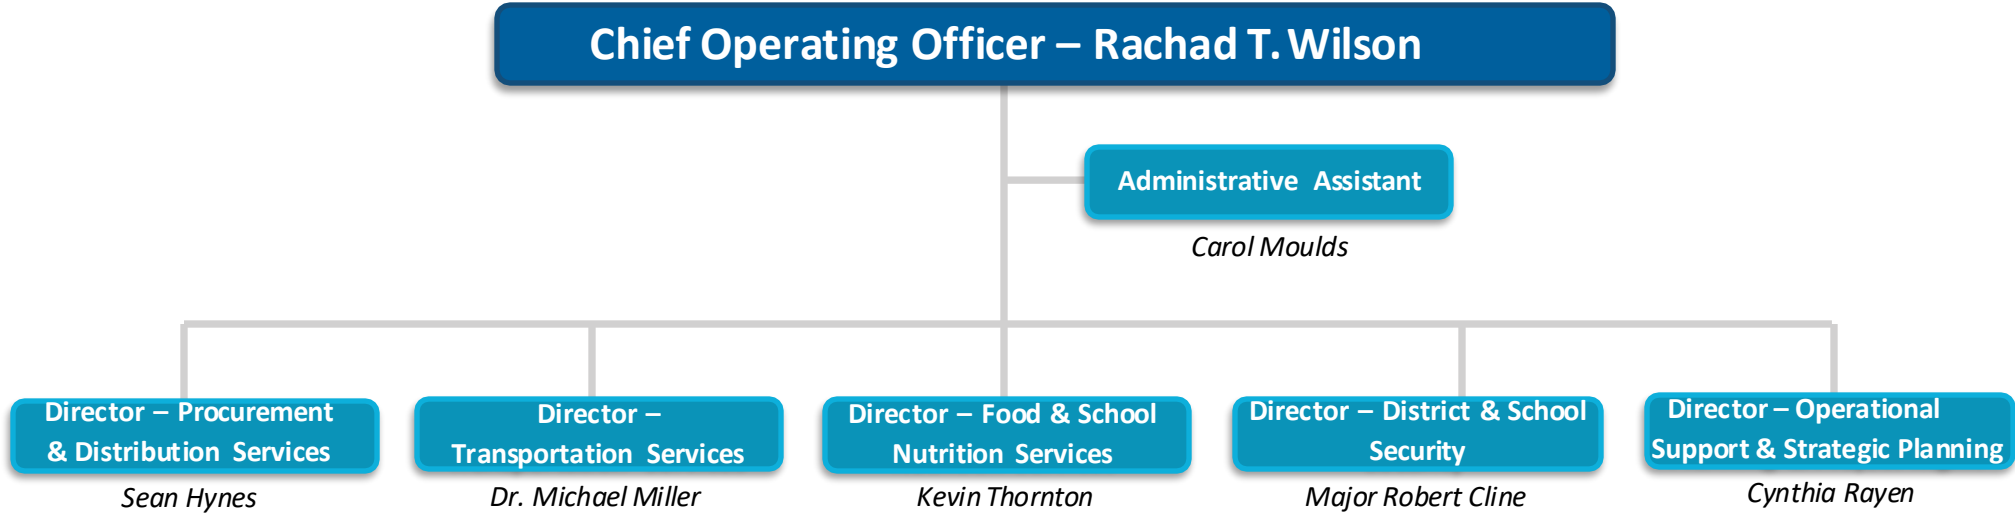 Chief Operating Officer – Rachad T. Wilson
Administrative Assistant
Carol Moulds
Director – Procurement
& Distribution Services
Sean Hynes
Director –
Transportation Services
Dr. Michael Miller
Director – Food & School
Nutrition Services
Kevin Thornton
Director – District & School
Security
Major Robert Cline
Director – Operational
Support & Strategic Planning
Cynthia Rayen